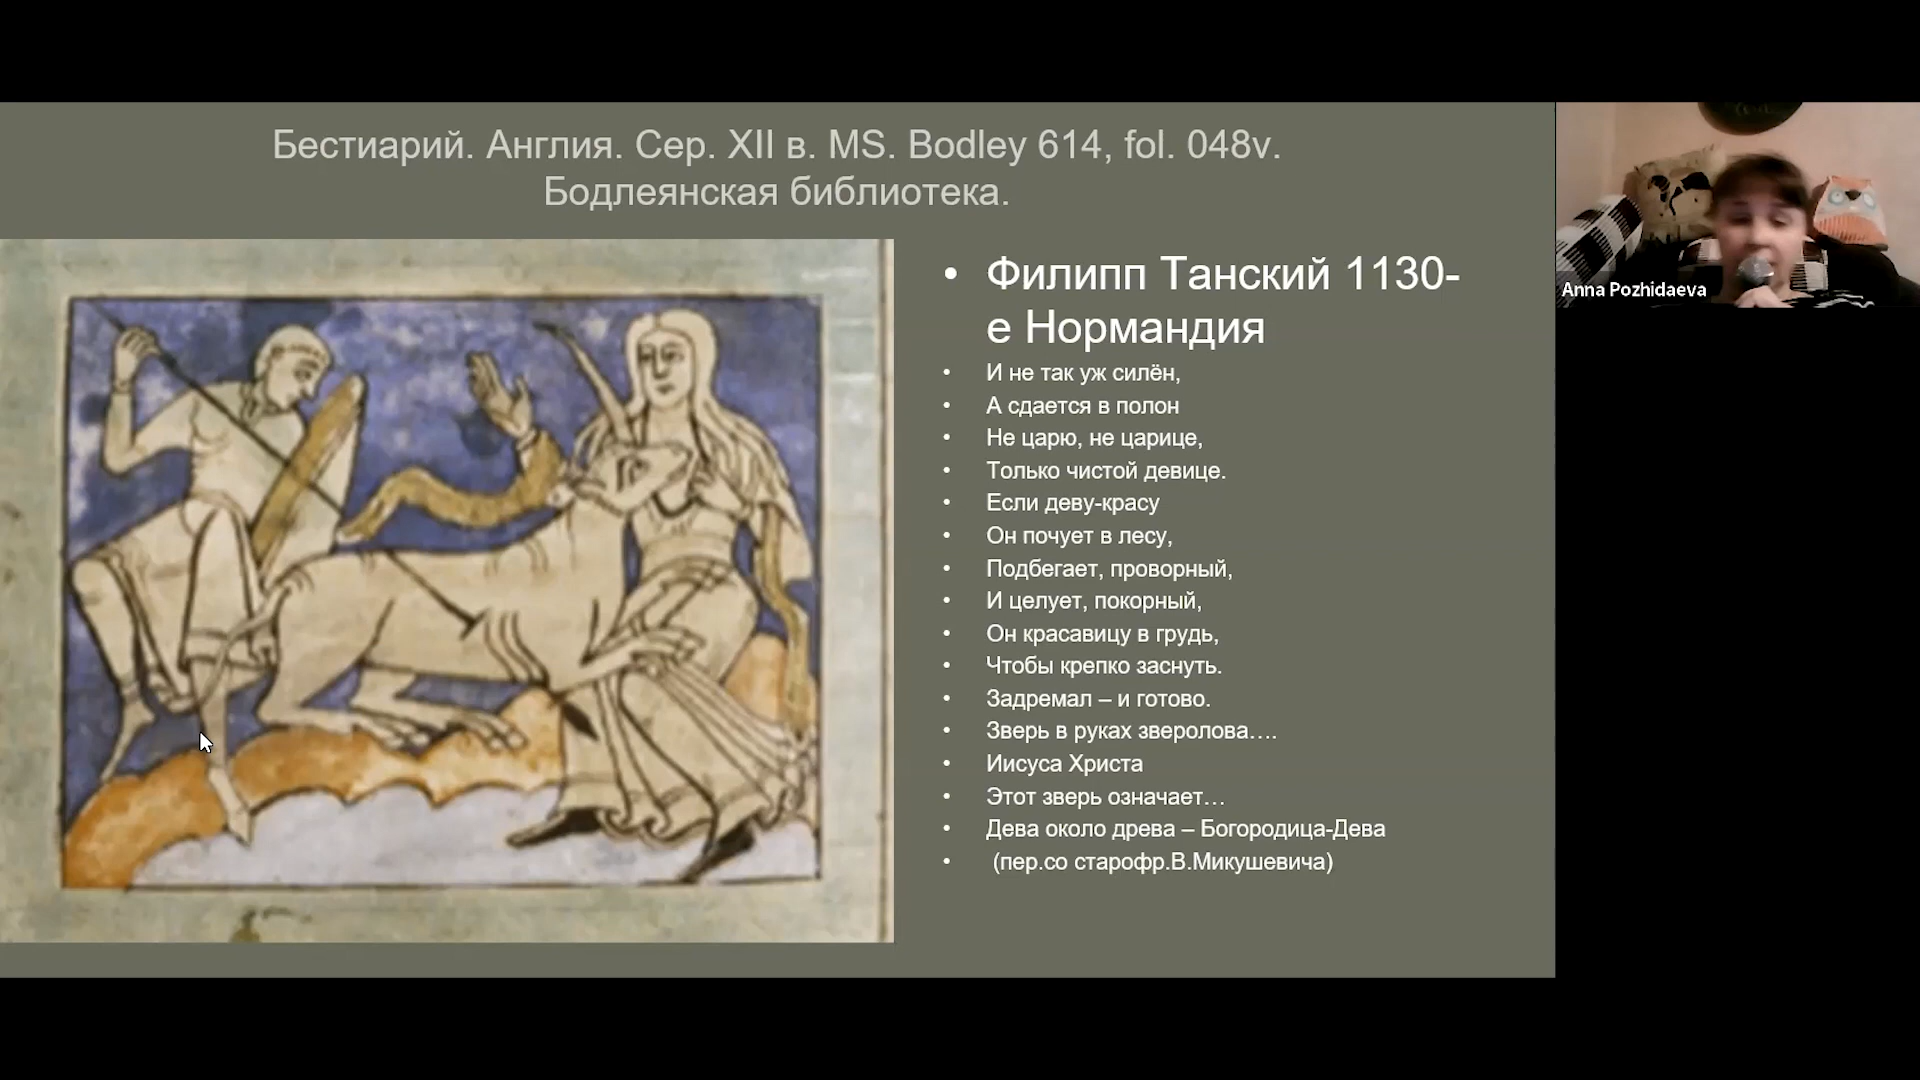 Бестиарий. Англия. Сер. XII в. MS. Bodley 614, fol. 048v.
Бодлеянская библиотека.
• Филипп Танский 1130-
е Нормандия
• И не так уж силён,
• А сдается в полон
• Не царю, не царице,
• Только чистой девице.
• Если деву-красу
• Он почует в лесу,
• Подбегает, проворный,
• И целует, покорный,
• Он красавицу в грудь,
• Чтобы крепко заснуть.
• Задремал – и готово.
• Зверь в руках зверолова….
• Иисуса Христа
• Этот зверь означает…
• Дева около древа – Богородица-Дева
• (пер.со старофр.В.Микушевича)
Anna Pozhidaeva